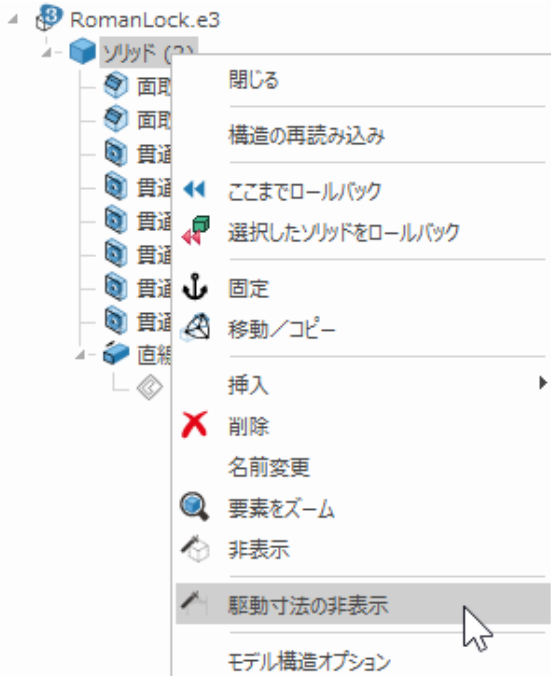 RomanLock.e3
ソリッド (2)
面取
面取
貫通
貫通
貫通
貫通
貫通
貫通
直線
閉じる
構造の再読み込み
ここまでロールバック
選択したソリッドをロールバック
固定
移動／コピー
挿入
削除
名前変更
要素をズーム
非表示
駆動寸法の非表示
モデル構造オプション